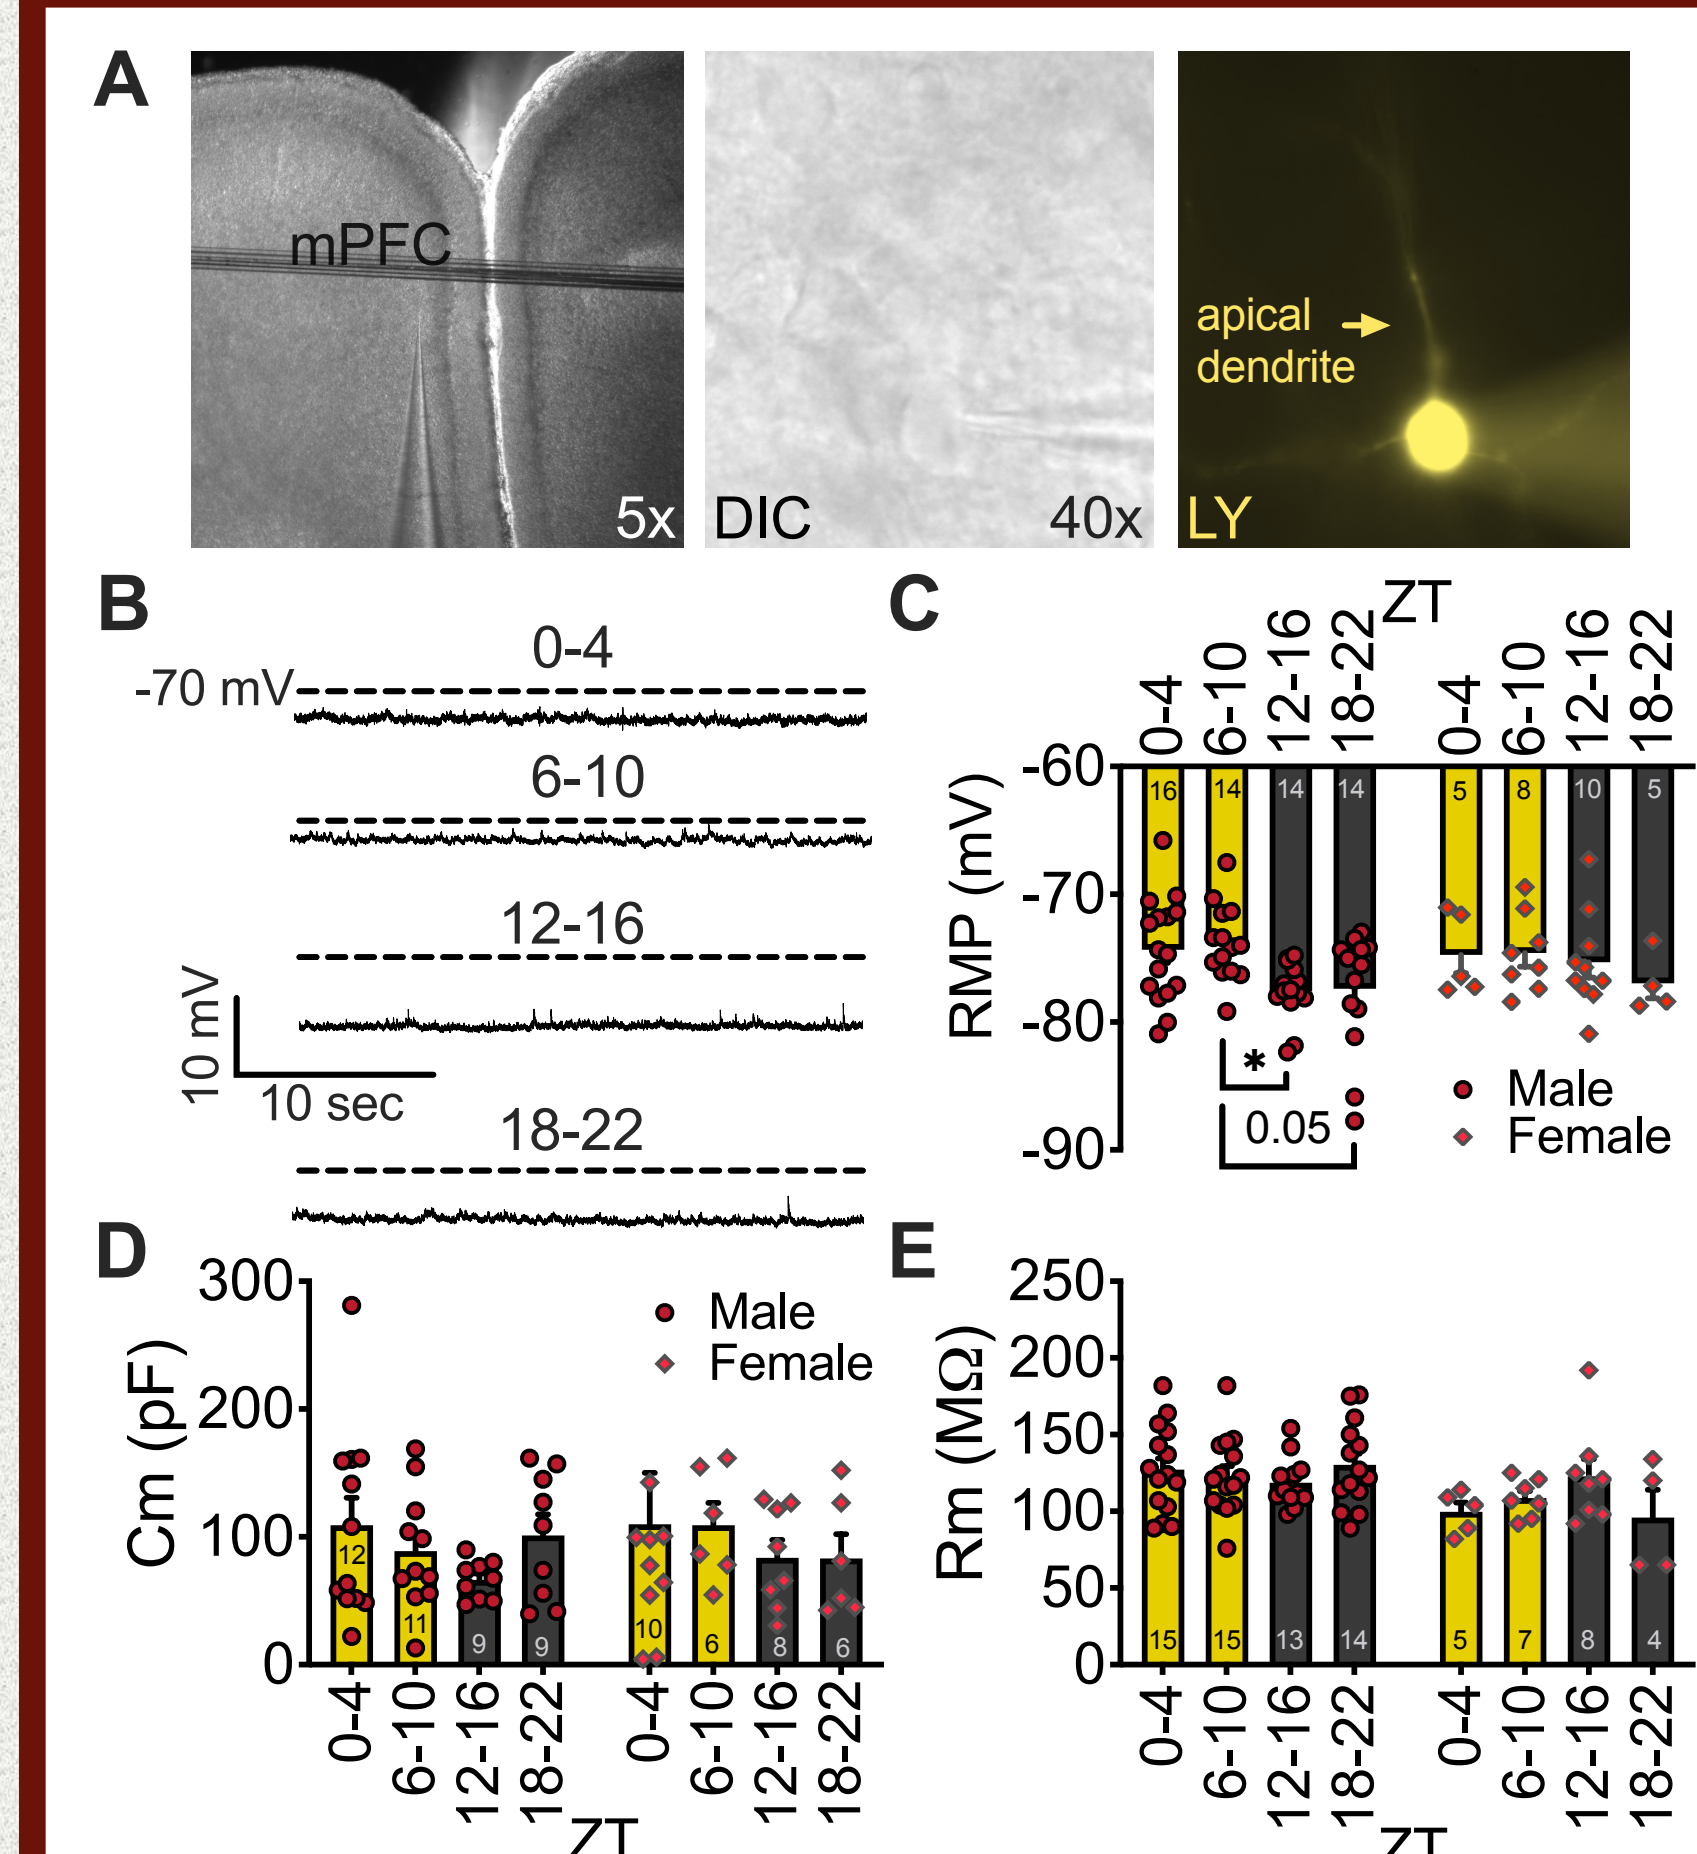 A
mPFC
5x
DIC
40x
apical
dendrite
LY
B
0-4
-70 mV
6-10
12-16
10 mV
10 sec
18-22
C
ZT
0-4
6-10
12-16
18-22
0-4
6-10
12-16
18-22
RMP (mV)
-60
-70
-80
-90
16
14
14
14
5
8
10
5
*
0.05
Male
Female
D
Cm (pF)
300
200
100
0
Male
Female
12
11
9
9
10
6
8
6
0-4
6-10
12-16
18-22
0-4
6-10
12-16
18-22
ZT
E
Rm (MΩ)
250
200
150
100
50
0
15
15
13
14
5
7
8
4
0-4
6-10
12-16
18-22
0-4
6-10
12-16
18-22
ZT